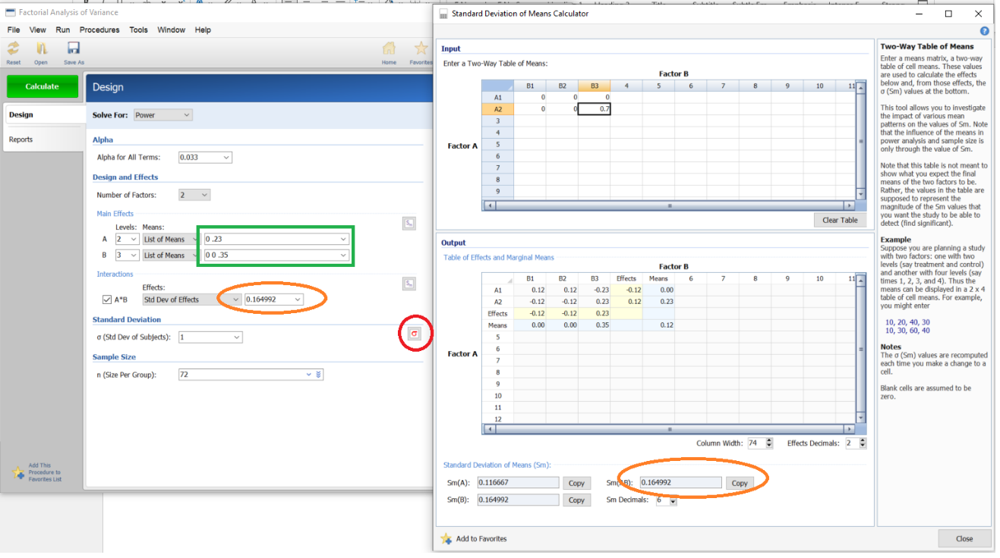 Factorial Analysis of Variance
File View Run Procedures Tools Window Help
Reset Open Save As Home Favorites
Calculate
Design
Reports
Add This
Procedure to
Favorites List
Design
Solve For: Power
Alpha
Alpha for All Terms: 0.033
Design and Effects
Number of Factors: 2
Main Effects
Levels: Means:
A 2 List of Means 0 .23
B 3 List of Means 0 0 .35
Interactions
Effects:
A*B Std Dev of Effects 0.164992
Standard Deviation
σ (Std Dev of Subjects): 1 σ
Sample Size
n (Size Per Group): 72
Standard Deviation of Means Calculator
Input
Enter a Two-Way Table of Means:
Factor B
B1 B2 B3 4 5 6 7 8 9 10 11
A1 0 0 0
A2 0 0 0.7
3
4
Factor A 5
6
7
8
9
Clear Table
Output
Table of Effects and Marginal Means
Factor B
B1 B2 B3 Effects Means 6 7 8 9 10 11
A1 0.12 0.12 -0.23 -0.12 0.00
A2 -0.12 -0.12 0.23 0.12 0.23
Effects -0.12 -0.12 0.23
Means 0.00 0.00 0.35 0.12
5
Factor A 6
7
8
9
10
11
12
Column Width: 74 Effects Decimals: 2
Standard Deviation of Means (Sm):
Sm(A): 0.116667 Copy Sm(AB): 0.164992 Copy
Sm(B): 0.164992 Copy Sm Decimals: 6
Add to Favorites
Close
Two-Way Table of Means
Enter a means matrix, a two-way
table of cell means. These values
are used to calculate the effects
below and, from those effects, the
σ (Sm) values at the bottom.
This tool allows you to investigate
the impact of various mean
patterns on the values of Sm. Note
that the influence of the means in
power analysis and sample size is
only through the value of Sm.
Note that this table is not meant to
show what you expect the final
means of the two factors to be.
Rather, the values in the table are
supposed to represent the
magnitude of the Sm values that
you want the study to be able to
detect (find significant).
Example
Suppose you are planning a study
with two factors: one with two
levels (say treatment and control)
and another with four levels (say
times 1, 2, 3, and 4). Thus the
means can be displayed in a 2 x 4
table of cell means. For example,
you might enter
10, 20, 40, 30
10, 30, 60, 40
Notes
The σ (Sm) values are recomputed
each time you make a change to a
cell.
Blank cells are assumed to be
zero.